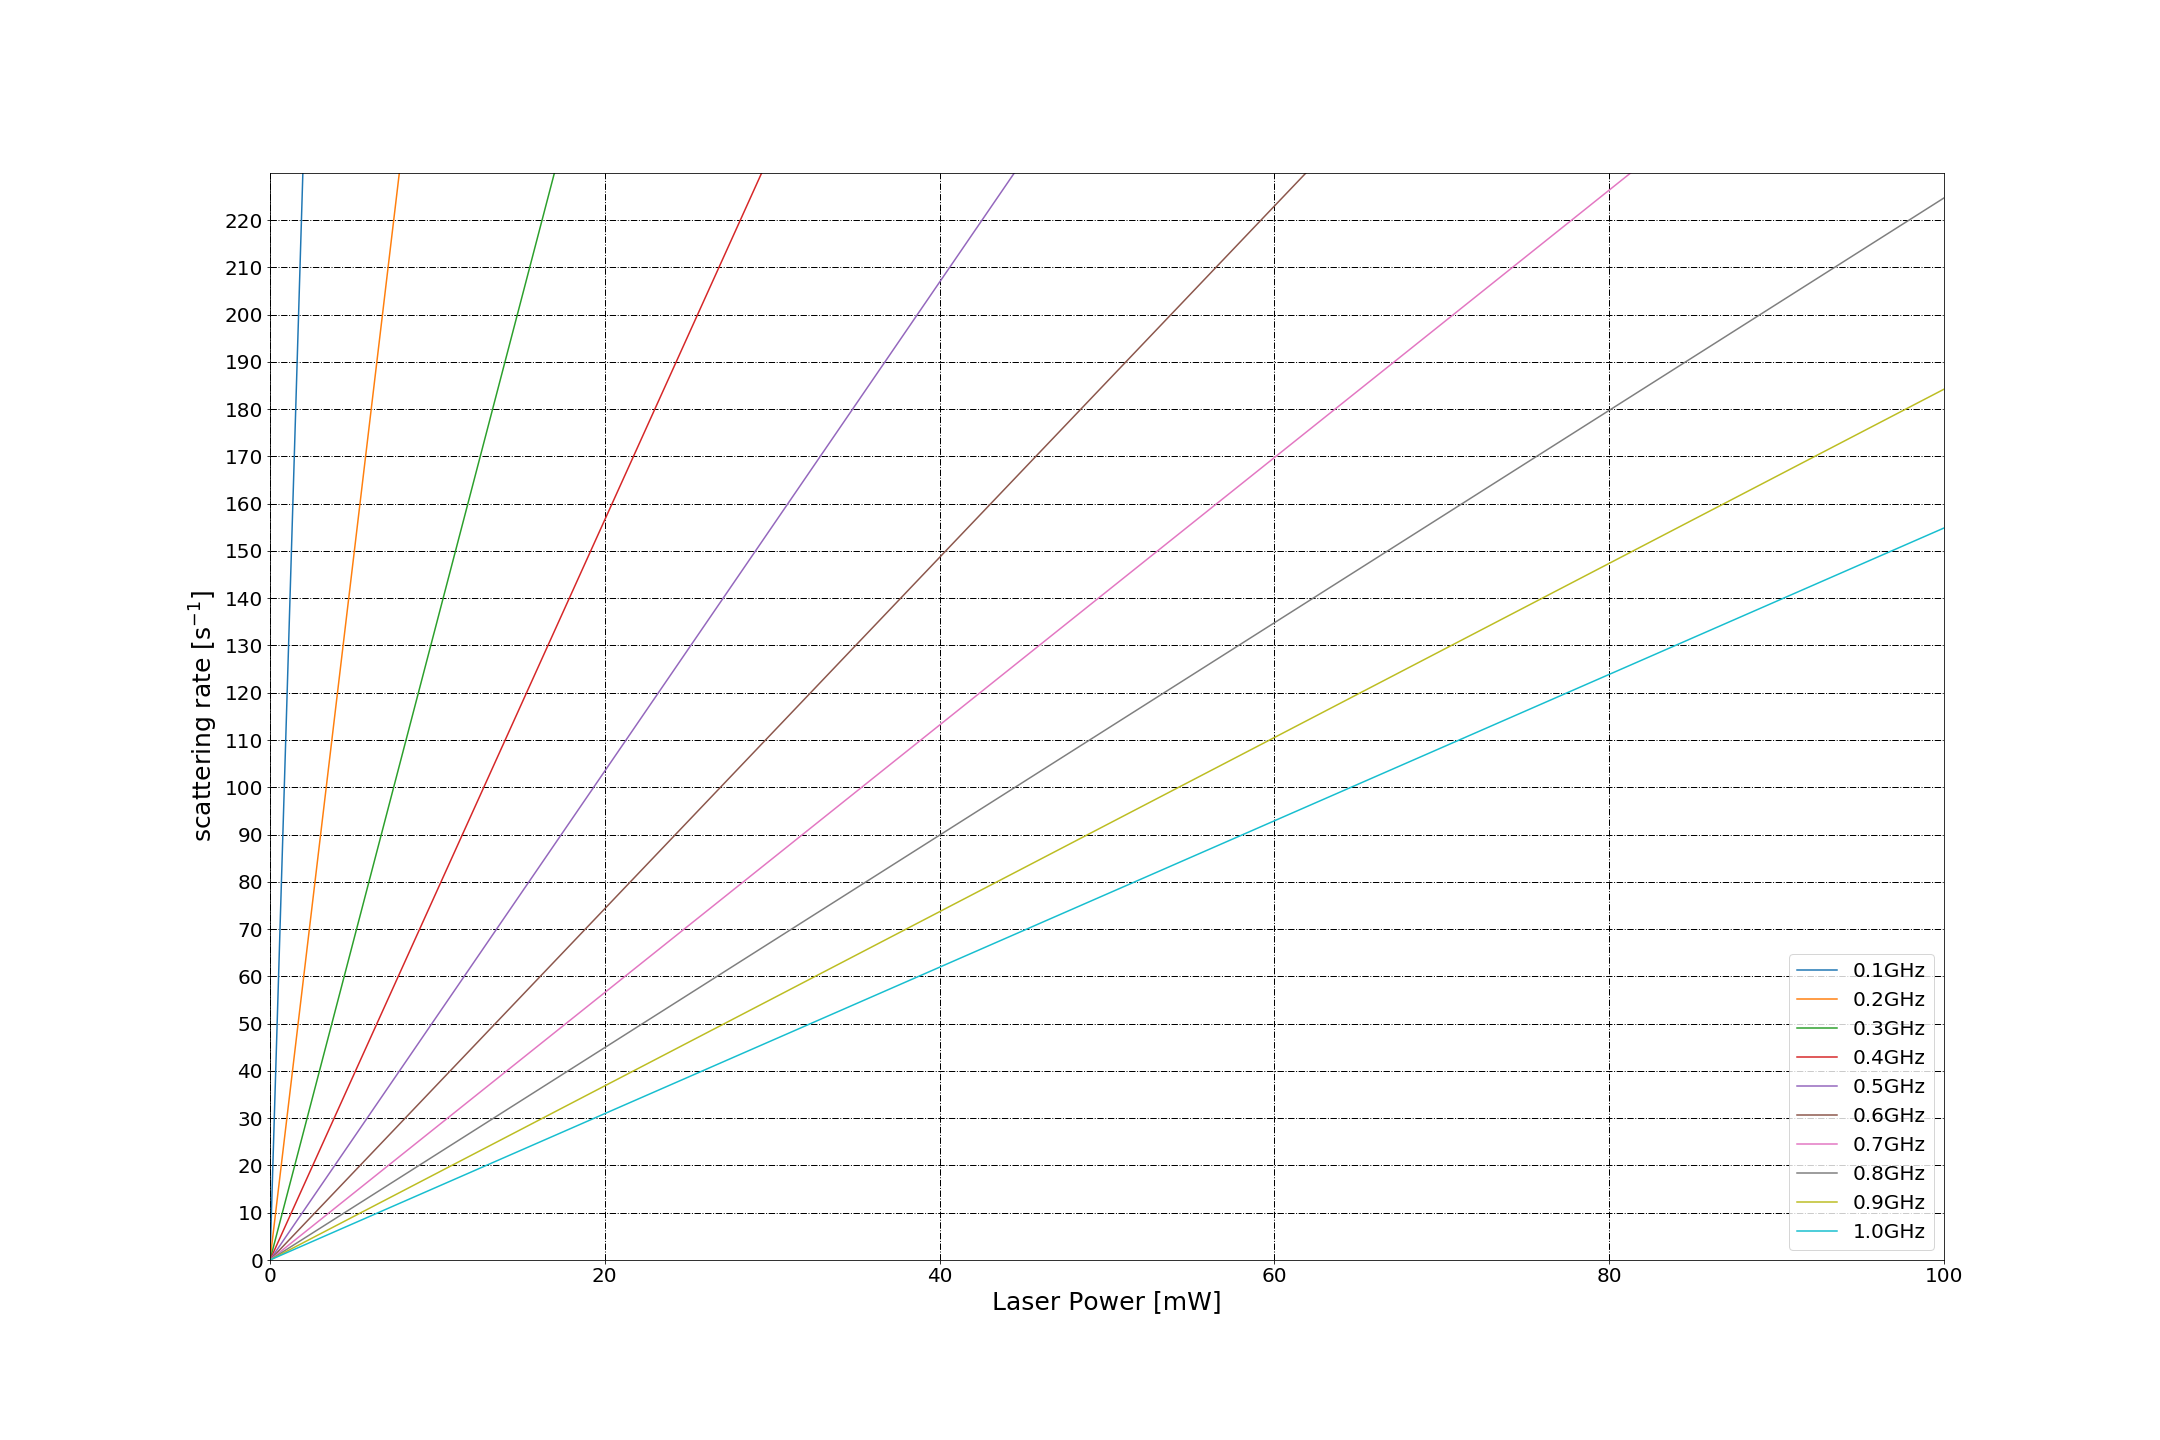 220
210
200
190
180
170
160
150
140
130
120
110
100
90
80
70
60
50
40
30
20
10
0
scattering rate [s⁻¹]
0 20 40 60 80 100
Laser Power [mW]
0.1GHz
0.2GHz
0.3GHz
0.4GHz
0.5GHz
0.6GHz
0.7GHz
0.8GHz
0.9GHz
1.0GHz